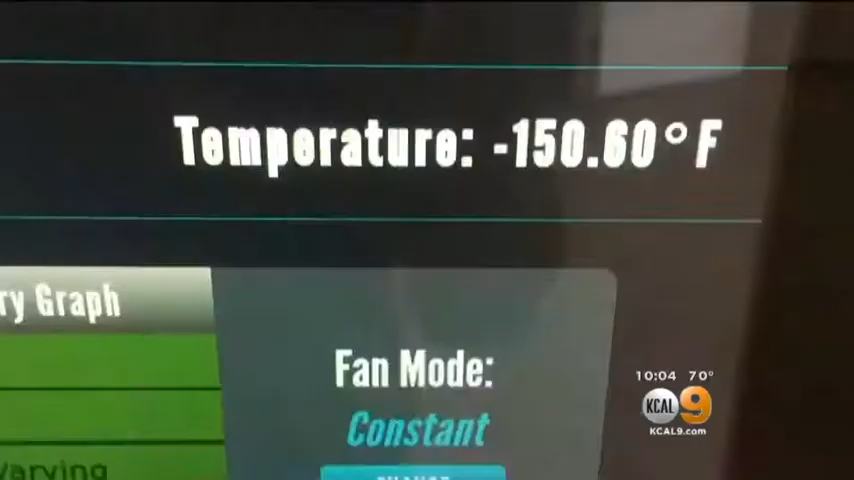 Temperature: -150.60° F
ry Graph
Fan Mode:
Constant
varying
10:04 70°
KCAL 9
KCAL9.com